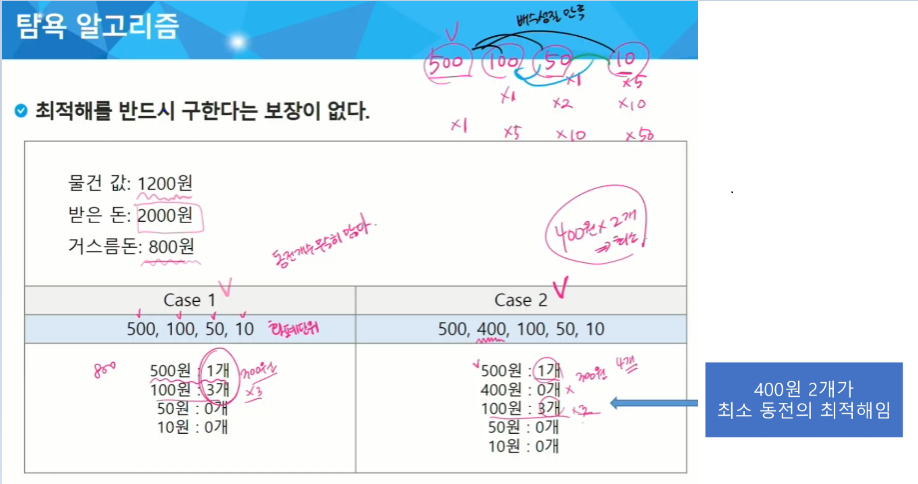 탐욕 알고리즘
배수성질 만족
500 100 50 10
×1 ×5
×1 ×2 ×10
×1 ×5 ×10 ×50
최적해를 반드시 구한다는 보장이 없다.
물건 값: 1200원
받은 돈: 2000원
거스름돈: 800원
동전개수 무수히 많아.
400원 × 2개
⇒ 최소
Case 1
Case 2
500, 100, 50, 10 화폐단위
500, 400, 100, 50, 10
800
500원 : 1개 300원
100원 : 3개 ×3
50원 : 0개
10원 : 0개
500원 : 1개 300원 4개
400원 : 0개 ×
100원 : 3개
50원 : 0개
10원 : 0개
400원 2개가
최소 동전의 최적해임